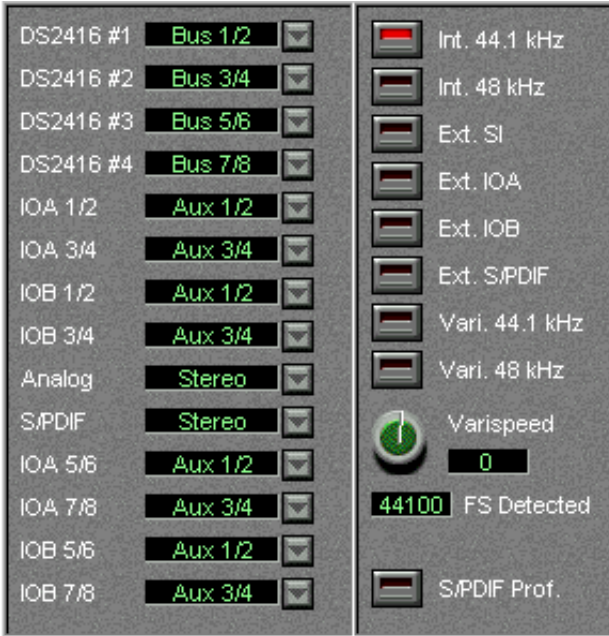 DS2416 #1 Bus 1/2
DS2416 #2 Bus 3/4
DS2416 #3 Bus 5/6
DS2416 #4 Bus 7/8
IOA 1/2 Aux 1/2
IOA 3/4 Aux 3/4
IOB 1/2 Aux 1/2
IOB 3/4 Aux 3/4
Analog Stereo
S/PDIF Stereo
IOA 5/6 Aux 1/2
IOA 7/8 Aux 3/4
IOB 5/6 Aux 1/2
IOB 7/8 Aux 3/4
Int. 44.1 kHz
Int. 48 kHz
Ext. SI
Ext. IOA
Ext. IOB
Ext. S/PDIF
Vari. 44.1 kHz
Vari. 48 kHz
Varispeed
0
44100 FS Detected
S/PDIF Prof.